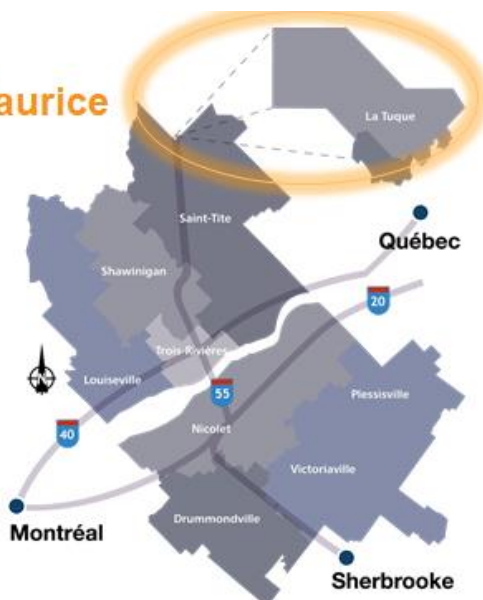 aurice
La Tuque
Saint-Tite
Québec
Shawinigan
20
Trois-Rivières
Louiseville
55
Plessisville
40
Nicolet
Victoriaville
Montréal
Drummondville
Sherbrooke